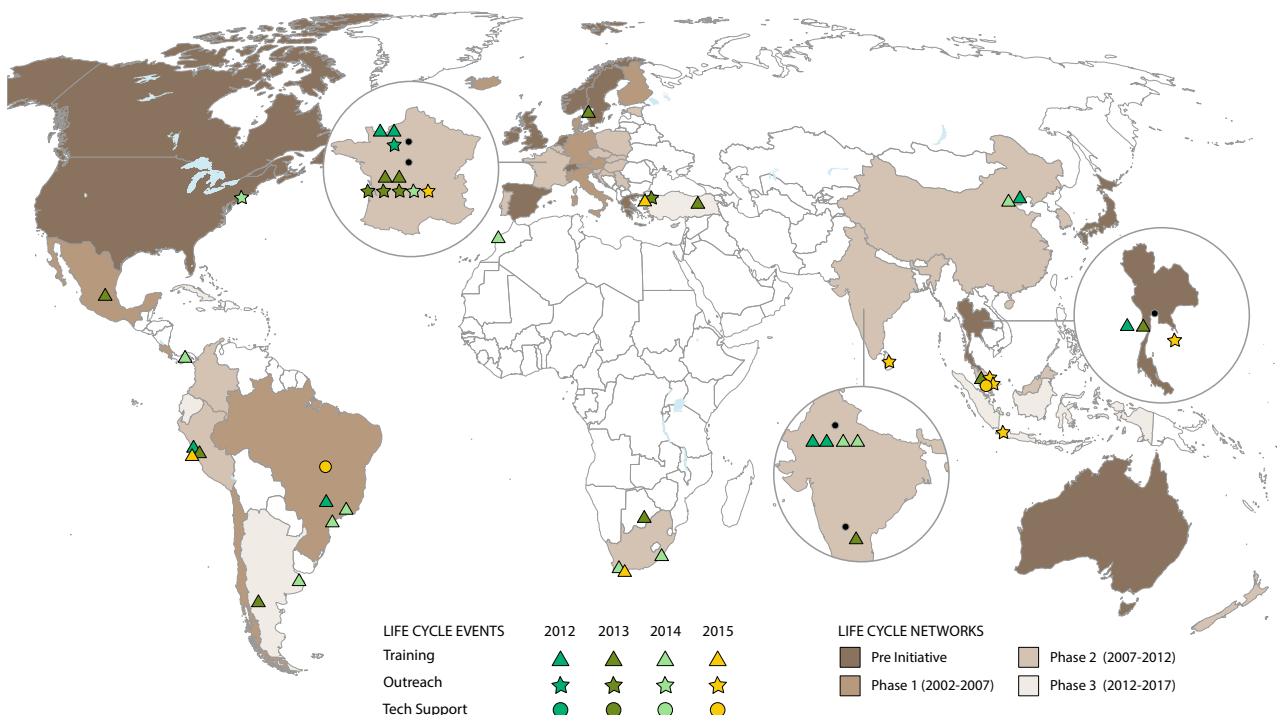 LIFE CYCLE EVENTS 2012 2013 2014 2015
Training
Outreach
Tech Support
LIFE CYCLE NETWORKS
Pre Initiative
Phase 1 (2002-2007)
Phase 2 (2007-2012)
Phase 3 (2012-2017)